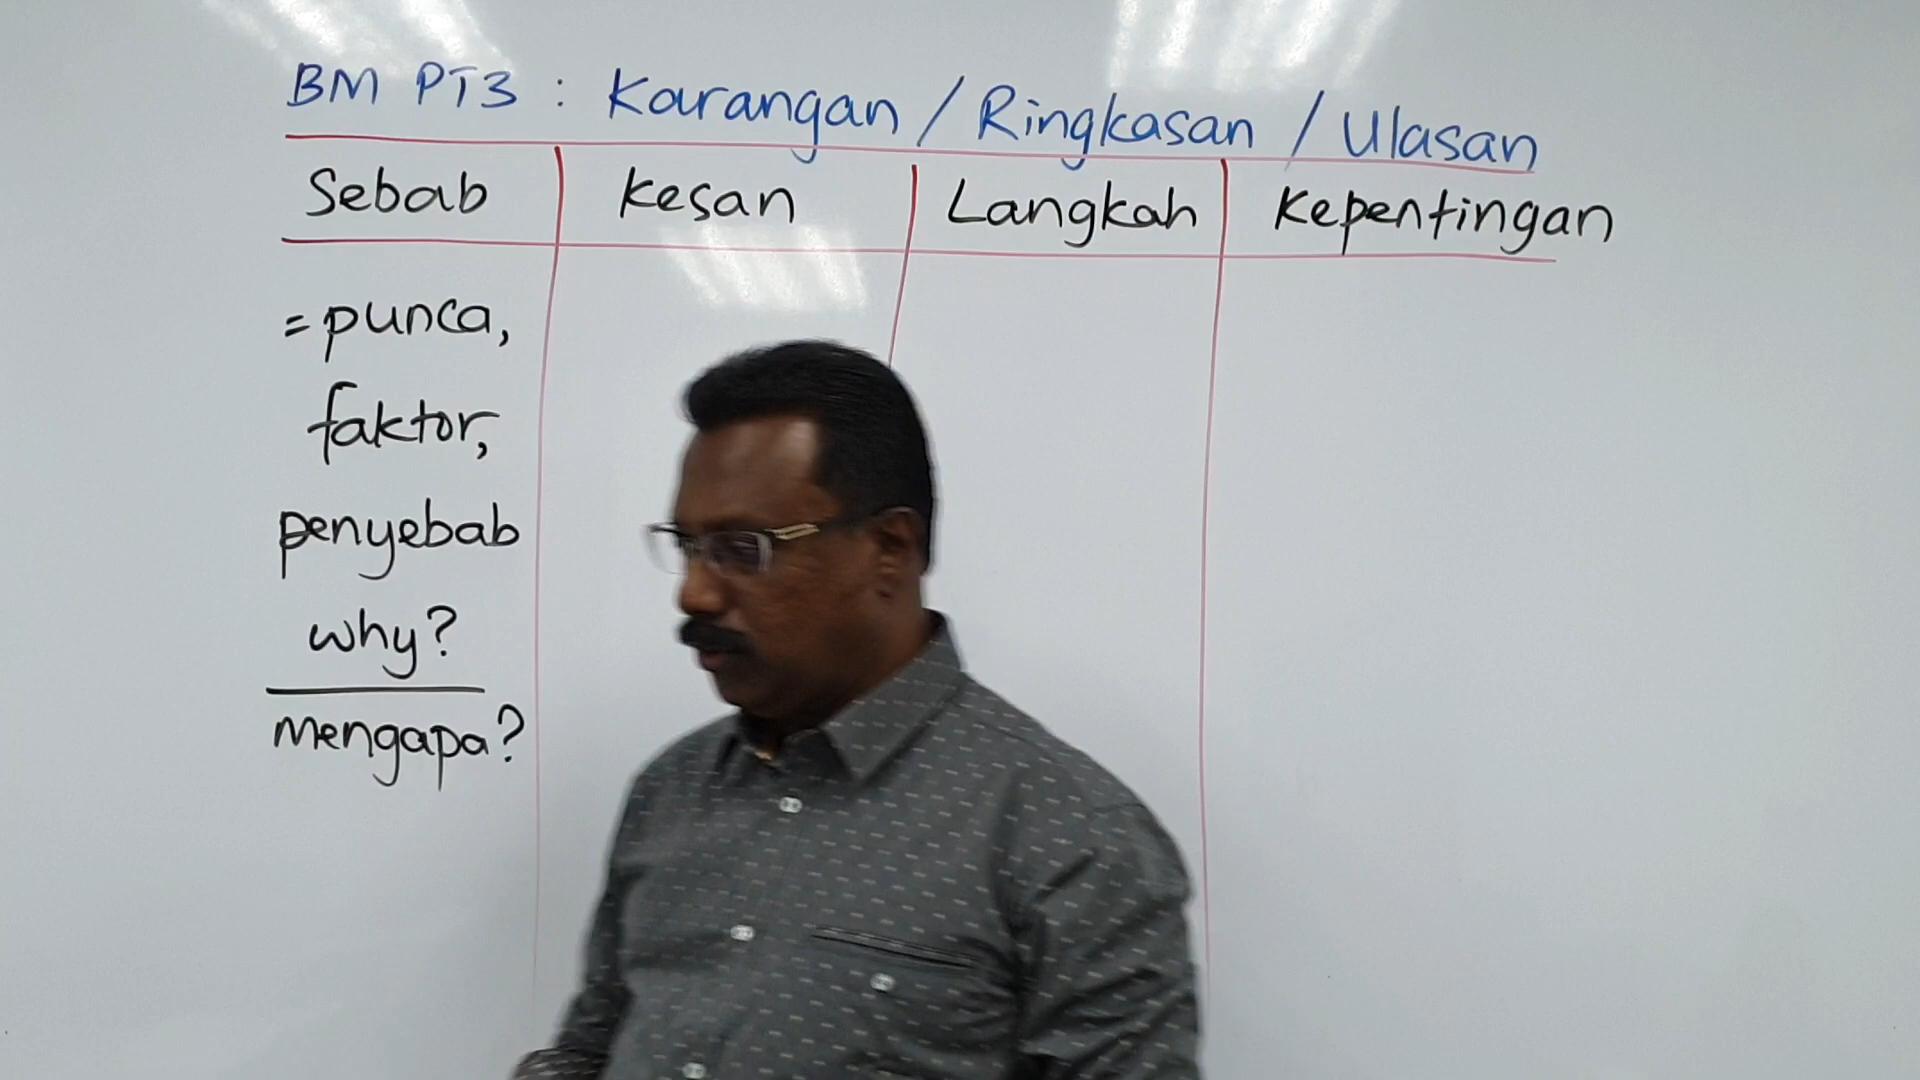 BM PT3 : Karangan / Ringkasan / Ulasan
Sebab Kesan Langkah Kepentingan
= punca,
faktor,
penyebab
why?
mengapa?